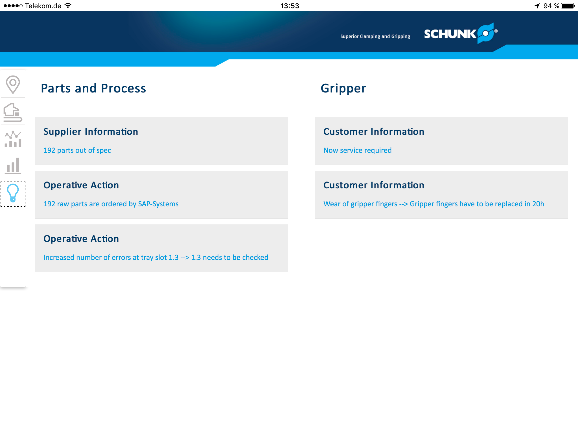 Telekom.de
13:53
94 %
Superior Clamping and Gripping
SCHUNK
Parts and Process
Supplier Information
192 parts out of spec
Operative Action
192 raw parts are ordered by SAP-Systems
Operative Action
Increased number of errors at tray slot 1.3 --> 1.3 needs to be checked
Gripper
Customer Information
Now service required
Customer Information
Wear of gripper fingers --> Gripper fingers have to be replaced in 20h